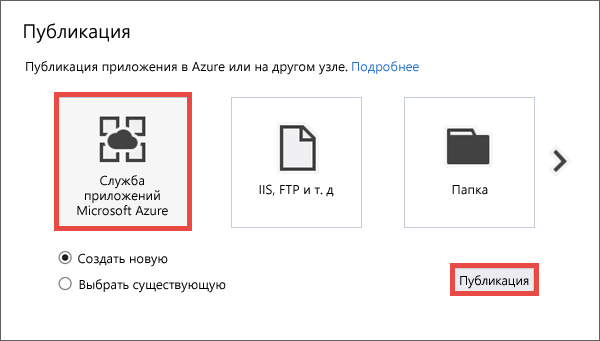 Публикация
Публикация приложения в Azure или на другом узле. Подробнее
Служба
приложений
Microsoft Azure
IIS, FTP и т. д
Папка
Создать новую
Выбрать существующую
Публикация